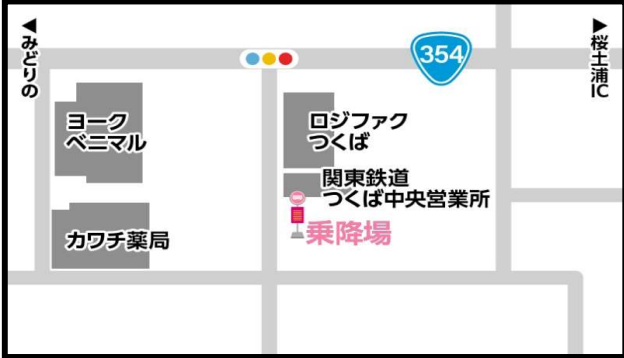 ◀みどりの
354
▶桜土浦IC
ヨーク
ベニマル
ロジファク
つくば
関東鉄道
つくば中央営業所
乗降場
カワチ薬局